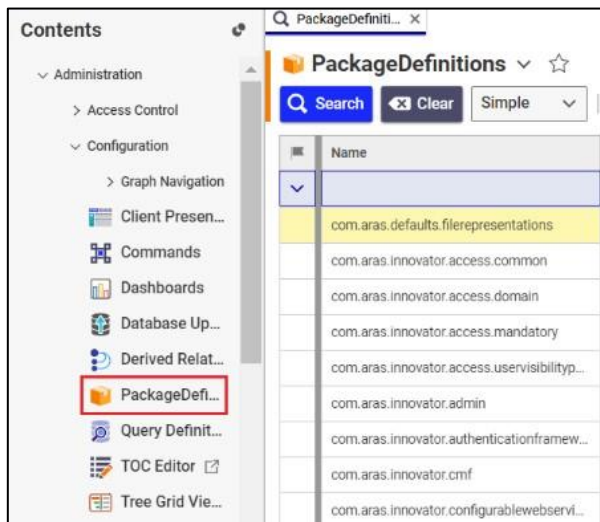 Contents
Administration
Access Control
Configuration
Graph Navigation
Client Presen...
Commands
Dashboards
Database Up...
Derived Relat...
PackageDefi...
Query Definit...
TOC Editor
Tree Grid Vie...
PackageDefiniti... ×
PackageDefinitions
Search Clear Simple
Name
com.aras.defaults.filerepresentations
com.aras.innovator.access.common
com.aras.innovator.access.domain
com.aras.innovator.access.mandatory
com.aras.innovator.access.uservisibilityp...
com.aras.innovator.admin
com.aras.innovator.authenticationframew...
com.aras.innovator.cmf
com.aras.innovator.configurablewebservi...